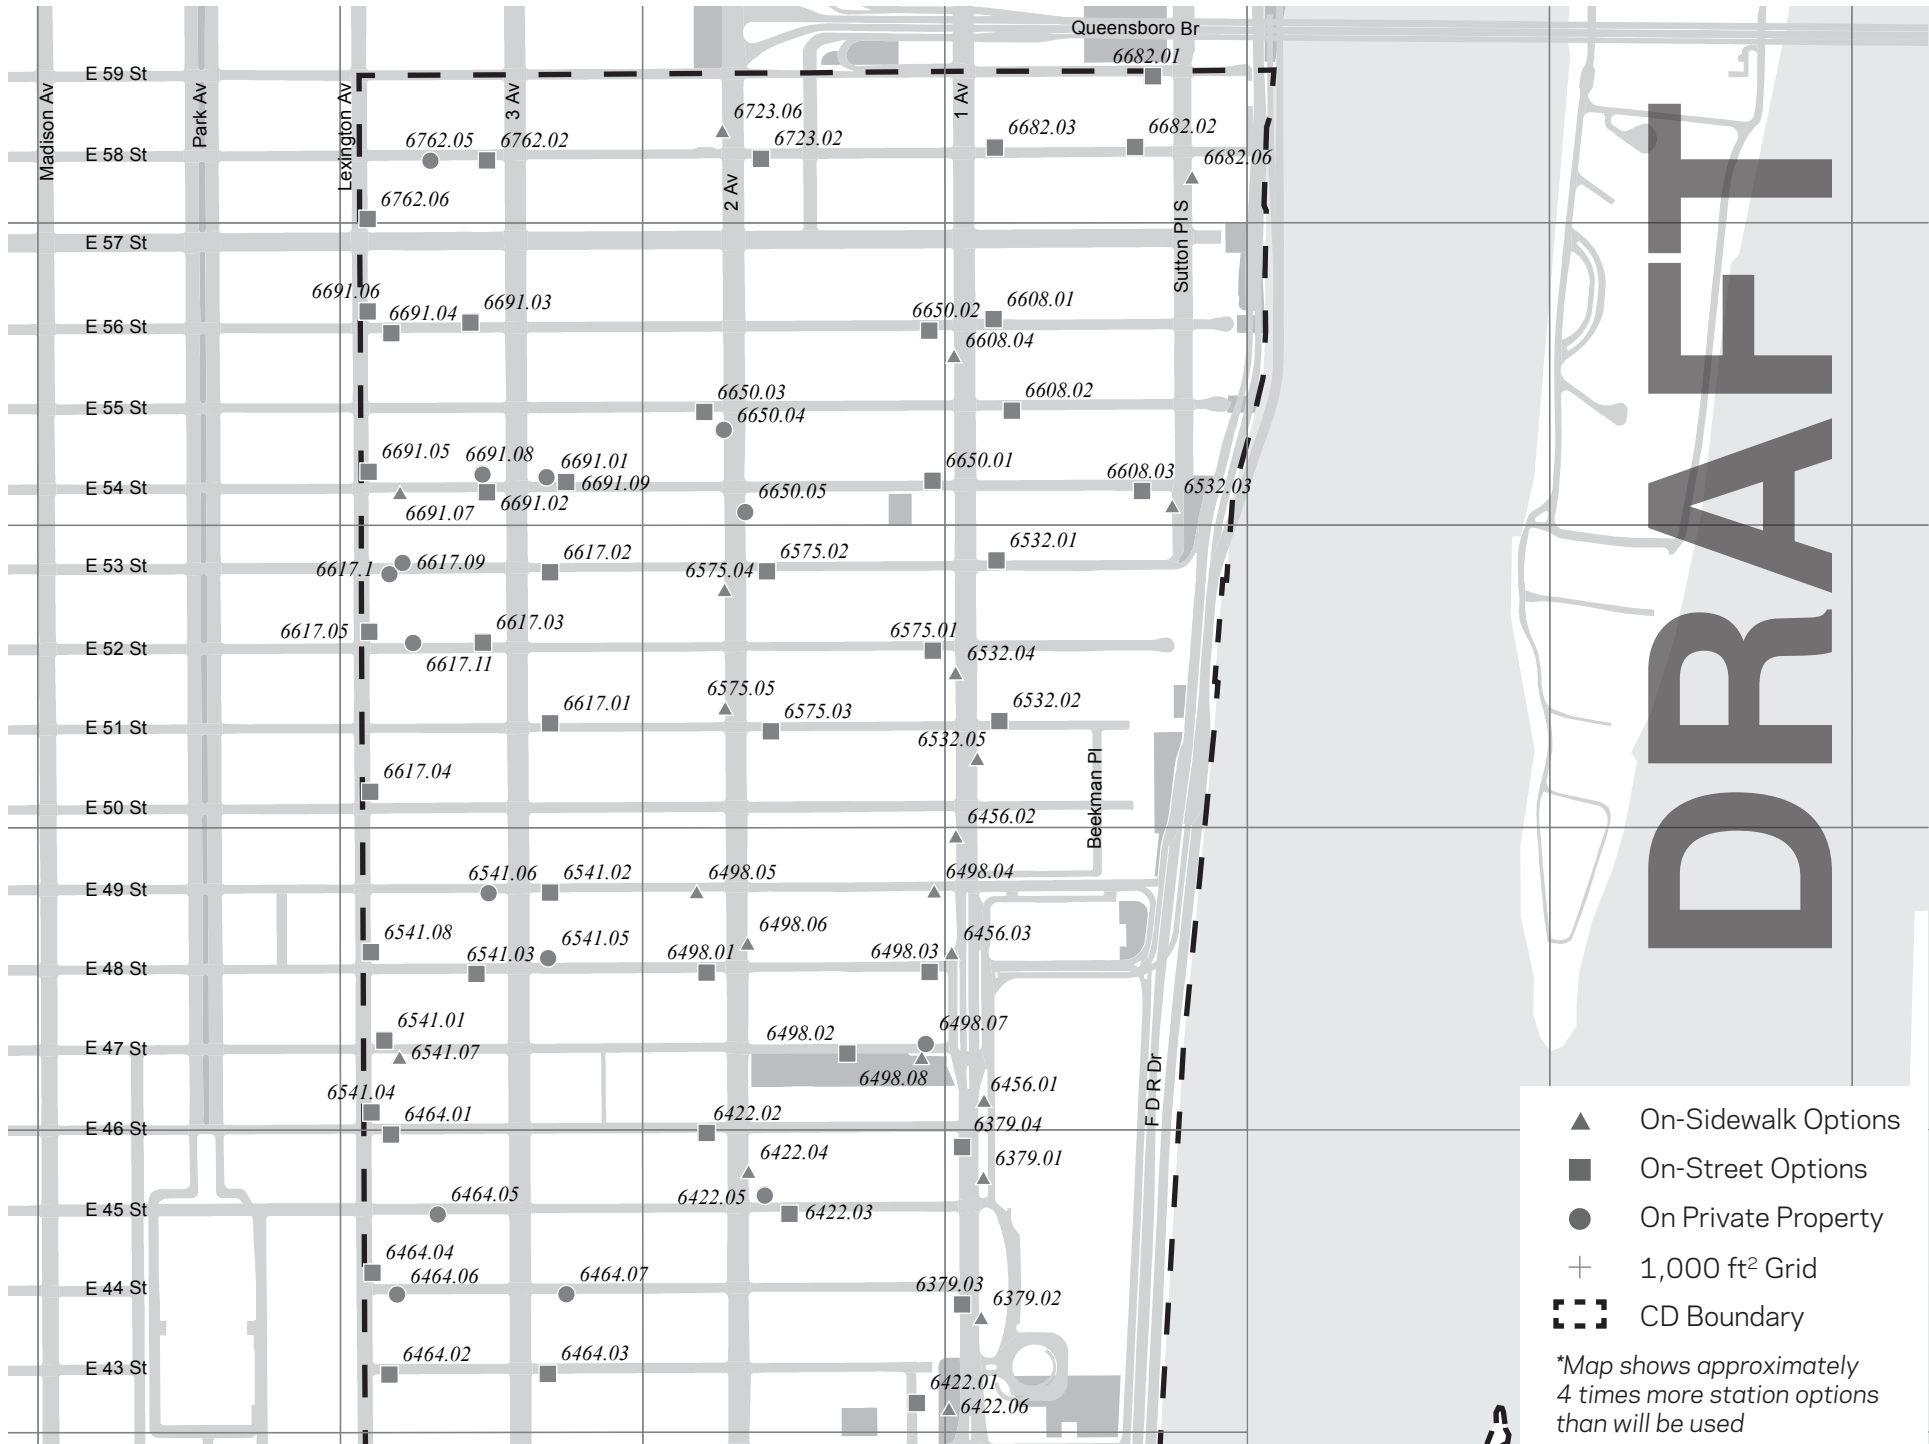 Queensboro Br
6682.01
E 59 St
Madison Av
Park Av
Lexington Av
3 Av
2 Av
1 Av
Sutton Pl S
6723.06
6762.05
6762.02
6723.02
6682.03
6682.02
E 58 St
6682.06
6762.06
E 57 St
6691.06
6691.04
6691.03
6650.02
6608.01
E 56 St
6608.04
6650.03
6608.02
E 55 St
6650.04
6691.05
6691.08
6691.01
6650.01
6608.03
E 54 St
6691.09
6532.03
6691.07
6691.02
6650.05
6617.02
6575.02
6532.01
E 53 St
6617.1
6617.09
6575.04
6617.05
6617.03
6575.01
E 52 St
6617.11
6532.04
6575.05
6617.01
6575.03
6532.02
E 51 St
6532.05
Beekman Pl
6617.04
E 50 St
6456.02
6541.06
6541.02
6498.05
6498.04
E 49 St
6541.08
6541.03
6541.05
6498.06
6498.01
6498.03
6456.03
E 48 St
6541.01
6498.02
6498.07
E 47 St
6541.07
6498.08
6456.01
F D R Dr
6541.04
6464.01
6422.02
6379.04
E 46 St
6422.04
6379.01
6464.05
6422.05
6422.03
E 45 St
6464.04
6464.06
6464.07
6379.03
6379.02
E 44 St
6464.02
6464.03
E 43 St
6422.01
6422.06
DRAFT
On-Sidewalk Options
On-Street Options
On Private Property
1,000 ft² Grid
CD Boundary
*Map shows approximately
4 times more station options
than will be used